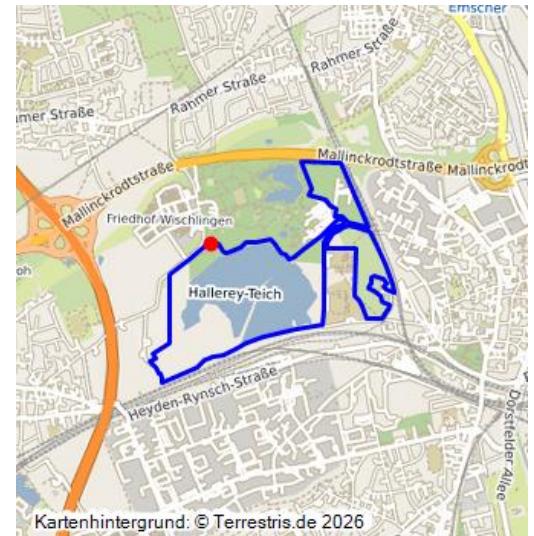 Emscher
Rahmer Straße
Rahmer Straße
mer Straße
Mallinckrodtstraße
Mallinckrodtstraße
Mallinckrodt
Friedhof Wischlingen
oh
Hallerey-Teich
Heyden-Rynsch-Straße
Dorstfelder Allee
Kartenhintergrund: © Terrestris.de 2026